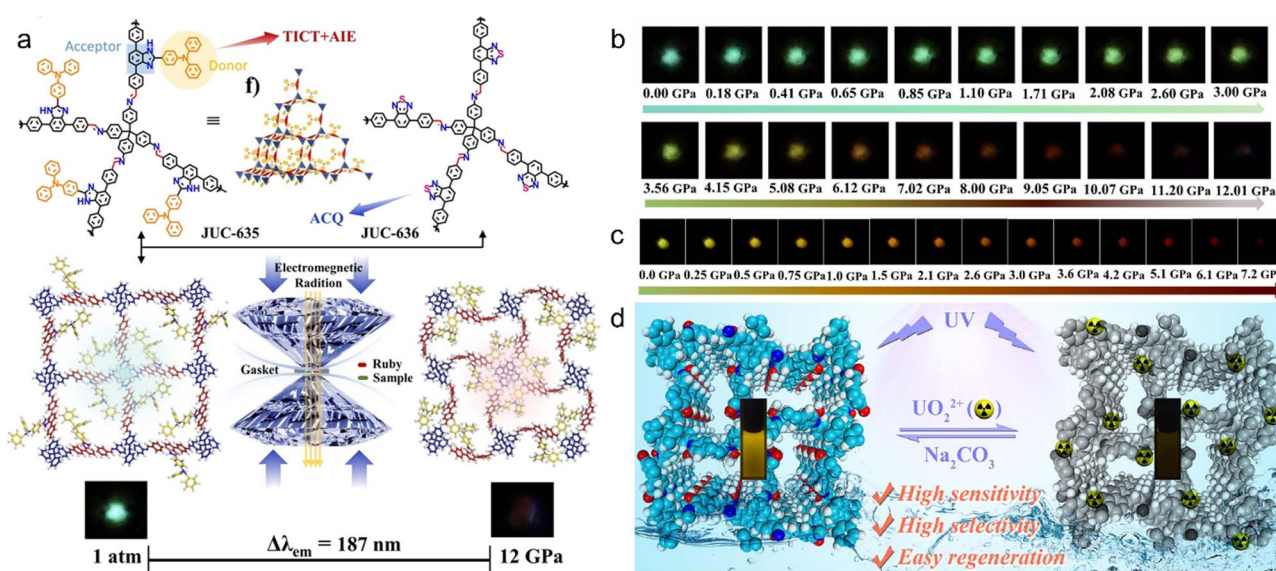 a
Acceptor
TICT+AIE
Donor
f)
≡
ACQ
JUC-635
JUC-636
Electromagnetic
Radition
Gasket
Ruby
Sample
1 atm
Δλem = 187 nm
12 GPa
b
0.00 GPa 0.18 GPa 0.41 GPa 0.65 GPa 0.85 GPa 1.10 GPa 1.71 GPa 2.08 GPa 2.60 GPa 3.00 GPa
3.56 GPa 4.15 GPa 5.08 GPa 6.12 GPa 7.02 GPa 8.00 GPa 9.05 GPa 10.07 GPa 11.20 GPa 12.01 GPa
c
0.0 GPa 0.25 GPa 0.5 GPa 0.75 GPa 1.0 GPa 1.5 GPa 2.1 GPa 2.6 GPa 3.0 GPa 3.6 GPa 4.2 GPa 5.1 GPa 6.1 GPa 7.2 GPa
d
UV
UO₂²⁺ ( )
Na₂CO₃
✓ High sensitivity
✓ High selectivity
✓ Easy regeneration